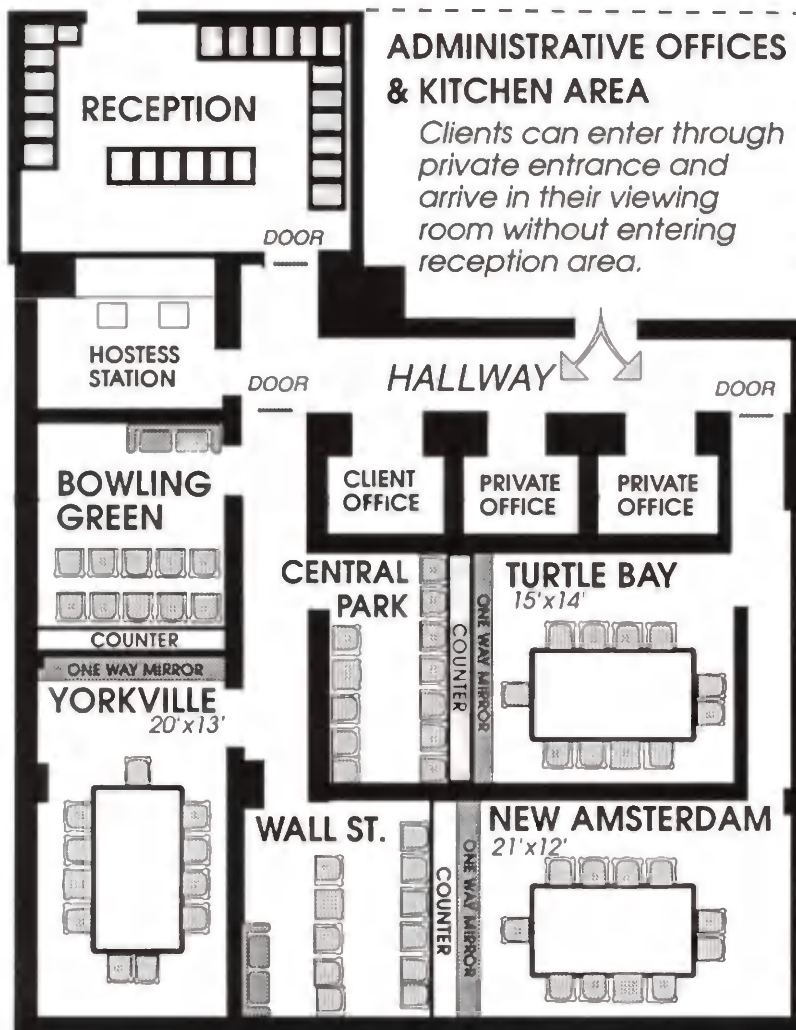 ADMINISTRATIVE OFFICES
& KITCHEN AREA
Clients can enter through
private entrance and
arrive in their viewing
room without entering
reception area.
RECEPTION
DOOR
HOSTESS
STATION
DOOR
HALLWAY
DOOR
BOWLING
GREEN
CLIENT
OFFICE
PRIVATE
OFFICE
PRIVATE
OFFICE
COUNTER
ONE WAY MIRROR
CENTRAL
PARK
COUNTER
ONE WAY MIRROR
TURTLE BAY
15'x14'
YORKVILLE
20'x13'
WALL ST.
COUNTER
ONE WAY MIRROR
NEW AMSTERDAM
21'x12'